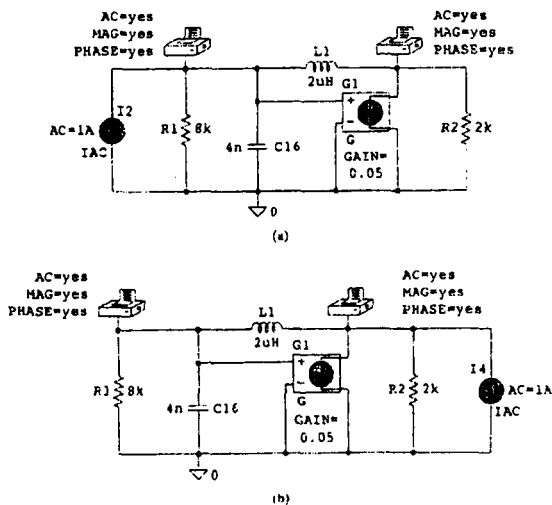 AC=yes
MAG=yes
PHASE=yes
AC=yes
MAG=yes
PHASE=yes
L1
2uH
G1
I2
AC=1A
IAC
R1
8k
4n
C16
+
-
G
GAIN=
0.05
R2
2k
0
(a)
AC=yes
MAG=yes
PHASE=yes
AC=yes
MAG=yes
PHASE=yes
L1
2uH
G1
R1
8k
4n
C16
+
-
G
GAIN=
0.05
R2
2k
I4
AC=1A
IAC
0
(b)